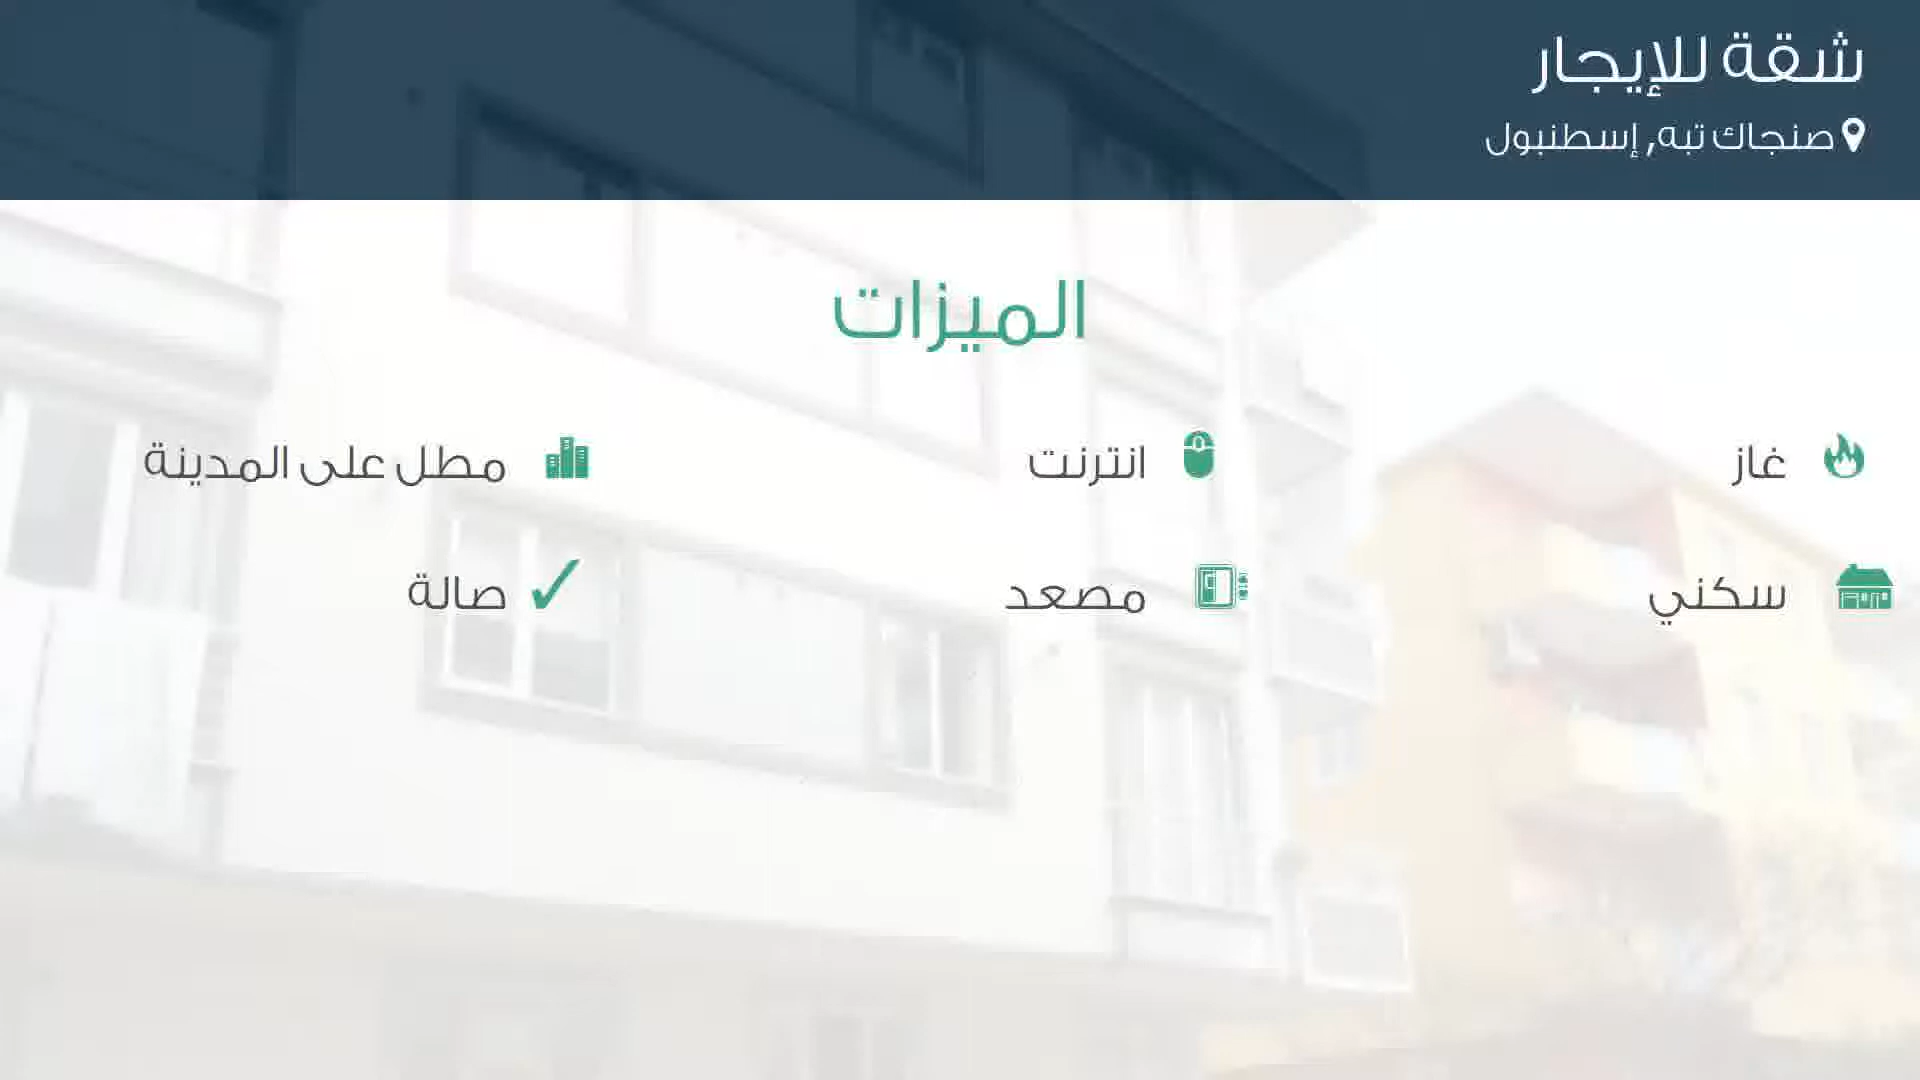 شقة للإيجار
صنجاك تبه, إسطنبول
الميزات
غاز
انترنت
مطل على المدينة
سكني
مصعد
صالة